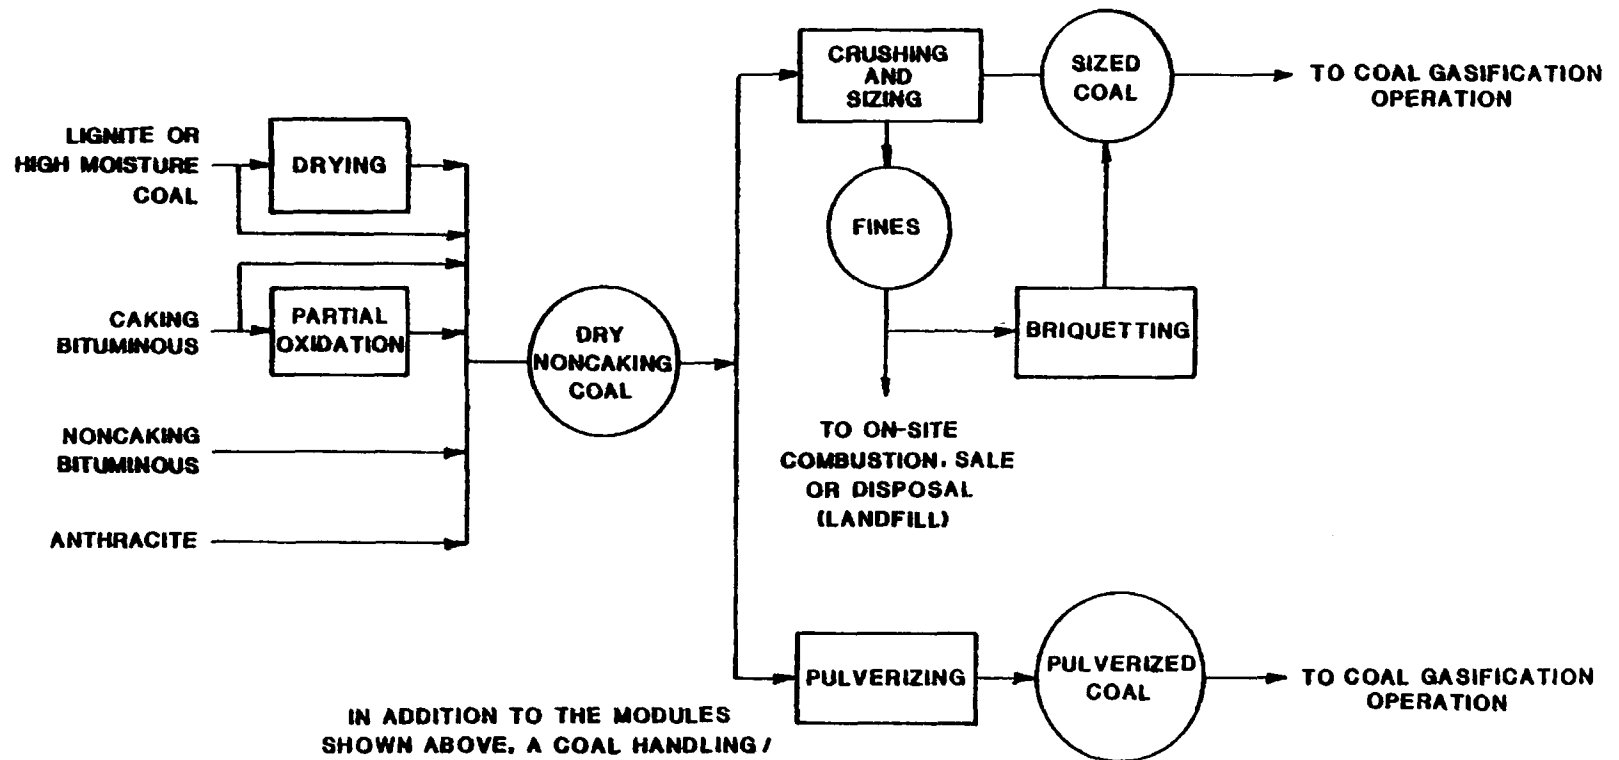 LIGNITE OR
HIGH MOISTURE
COAL
DRYING
CAKING
BITUMINOUS
PARTIAL
OXIDATION
NONCAKING
BITUMINOUS
ANTHRACITE
DRY
NONCAKING
COAL
CRUSHING
AND
SIZING
SIZED
COAL
TO COAL GASIFICATION
OPERATION
FINES
BRIQUETTING
TO ON-SITE
COMBUSTION, SALE
OR DISPOSAL
(LANDFILL)
PULVERIZING
PULVERIZED
COAL
TO COAL GASIFICATION
OPERATION
IN ADDITION TO THE MODULES
SHOWN ABOVE, A COAL HANDLING/